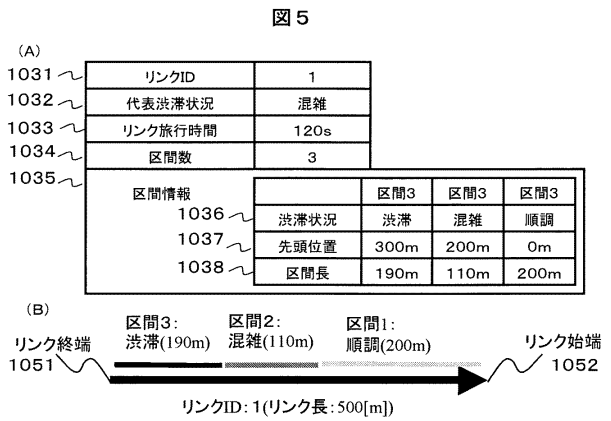 図5
(A)
1031 リンクID 1
1032 代表渋滞状況 混雑
1033 リンク旅行時間 120s
1034 区間数 3
1035 区間情報
区間3 区間3 区間3
1036 渋滞状況 渋滞 混雑 順調
1037 先頭位置 300m 200m 0m
1038 区間長 190m 110m 200m
(B)
区間3: 区間2: 区間1:
渋滞(190m) 混雑(110m) 順調(200m)
リンク終端 リンク始端
1051 1052
リンクID:1(リンク長:500[m])